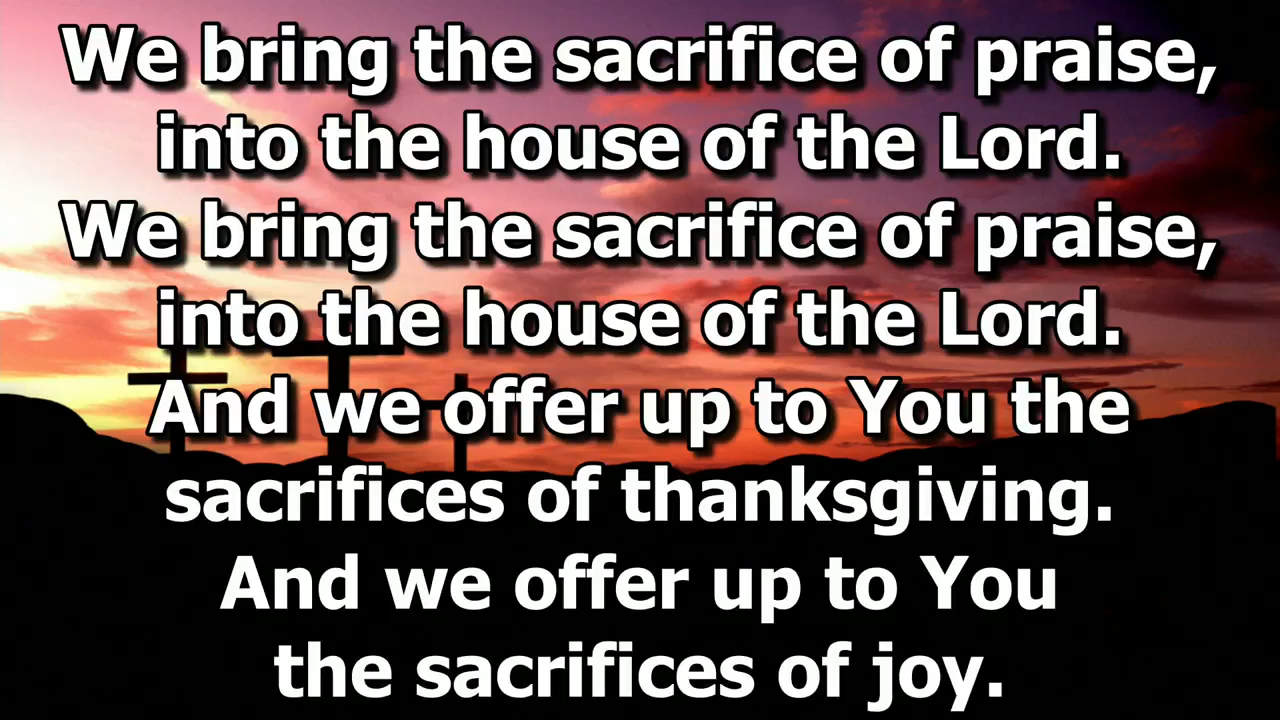 We bring the sacrifice of praise,
into the house of the Lord.
We bring the sacrifice of praise,
into the house of the Lord.
And we offer up to You the
sacrifices of thanksgiving.
And we offer up to You
the sacrifices of joy.